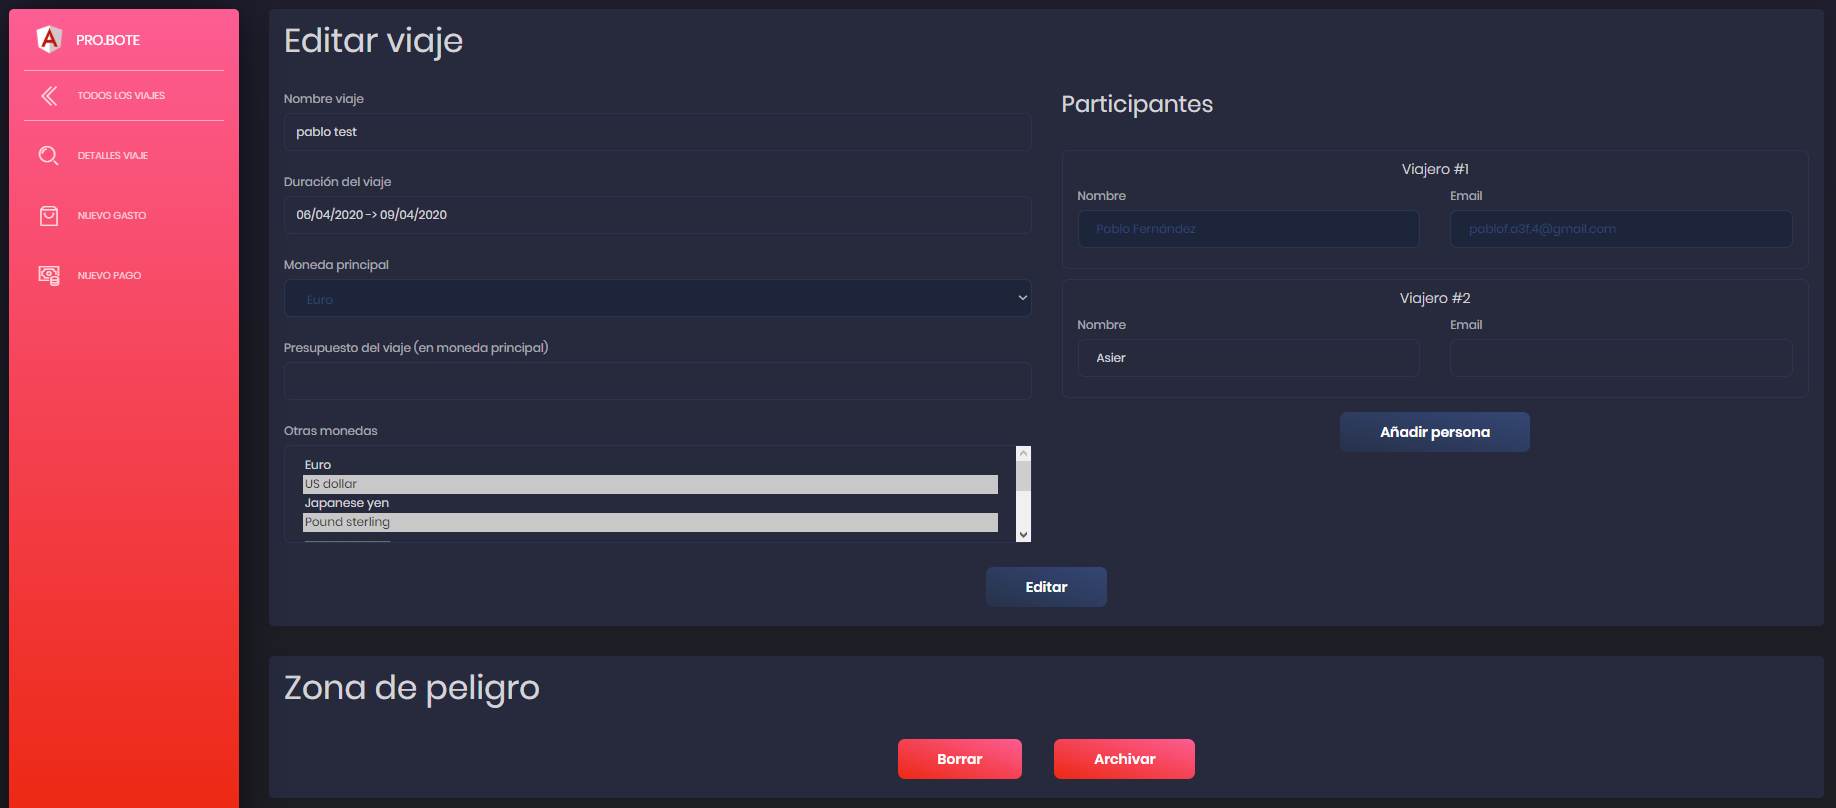 PRO.BOTE
TODOS LOS VIAJES
DETALLES VIAJE
NUEVO GASTO
NUEVO PAGO
Editar viaje
Nombre viaje
pablo test
Duración del viaje
06/04/2020 -> 09/04/2020
Moneda principal
Euro
Presupuesto del viaje (en moneda principal)
Otras monedas
Euro
US dollar
Japanese yen
Pound sterling
Participantes
Viajero #1
Nombre
Email
Pablo Fernández
pablof.a3f.4@gmail.com
Viajero #2
Nombre
Email
Asier
Añadir persona
Editar
Zona de peligro
Borrar
Archivar